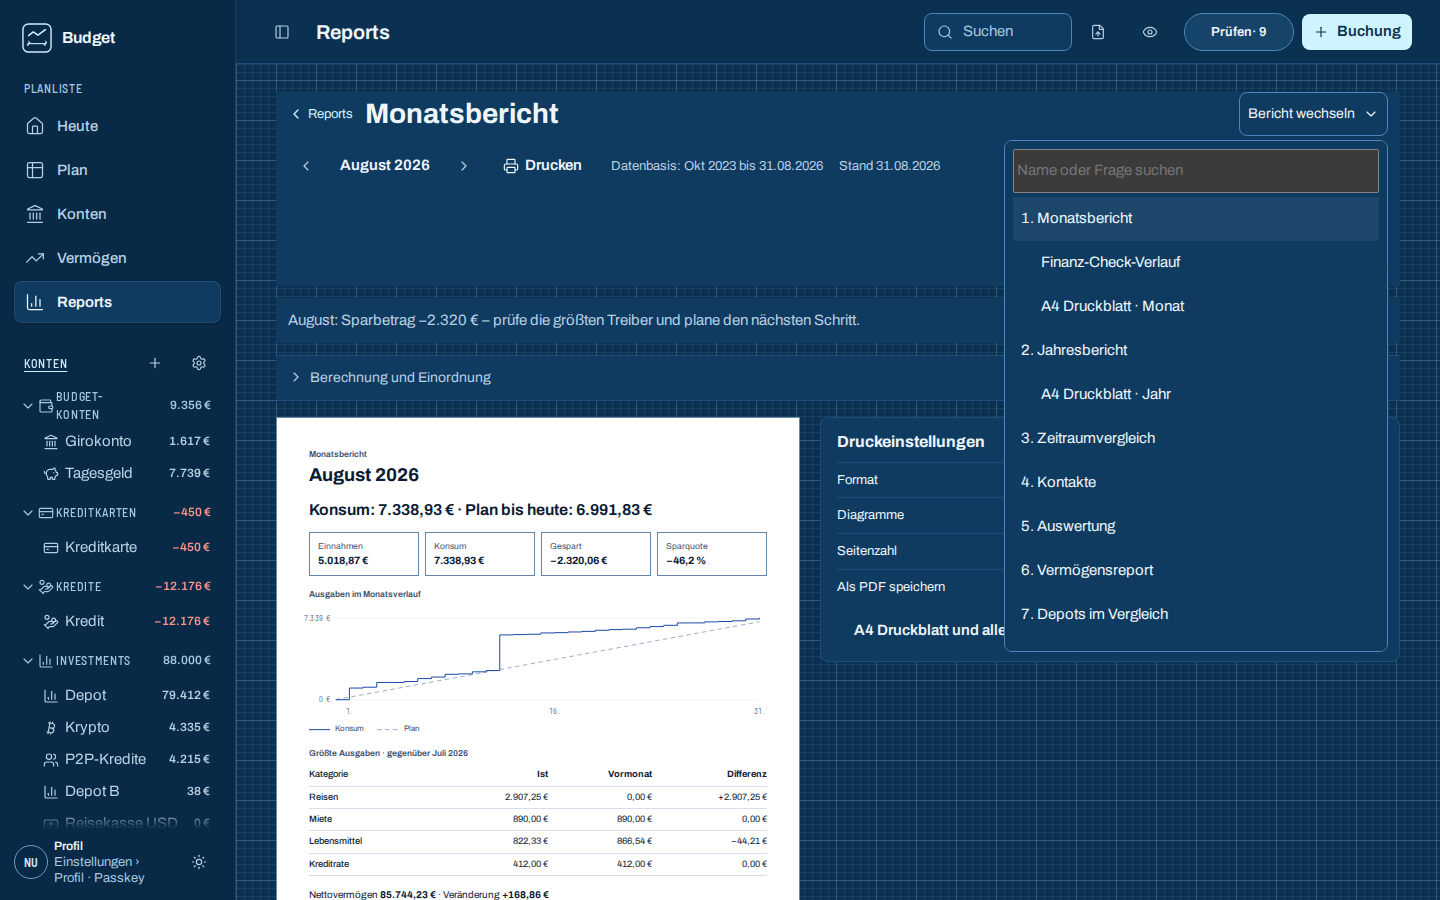 Budget
Reports
Suchen
Prüfen · 9
Buchung
PLANLISTE
Heute
Plan
Konten
Vermögen
Reports
KONTEN
BUDGET-
KONTEN
9.356 €
Girokonto 1.617 €
Tagesgeld 7.739 €
KREDITKARTEN −450 €
Kreditkarte −450 €
KREDITE −12.176 €
Kredit −12.176 €
INVESTMENTS 88.000 €
Depot 79.412 €
Krypto 4.335 €
P2P-Kredite 4.215 €
Depot B 38 €
Reisekasse USD 0 €
NU
Profil
Einstellungen ›
Profil · Passkey
Reports
Monatsbericht
Bericht wechseln
August 2026
Drucken
Datenbasis: Okt 2023 bis 31.08.2026
Stand 31.08.2026
Name oder Frage suchen
1. Monatsbericht
Finanz-Check-Verlauf
A4 Druckblatt · Monat
2. Jahresbericht
A4 Druckblatt · Jahr
3. Zeitraumvergleich
4. Kontakte
5. Auswertung
6. Vermögensreport
7. Depots im Vergleich
August: Sparbetrag −2.320 € – prüfe die größten Treiber und plane den nächsten Schritt.
Berechnung und Einordnung
Monatsbericht
August 2026
Konsum: 7.338,93 € · Plan bis heute: 6.991,83 €
Einnahmen
5.018,87 €
Konsum
7.338,93 €
Gespart
−2.320,06 €
Sparquote
−46,2 %
Ausgaben im Monatsverlauf
7.339 €
0 €
1. 16. 31.
Konsum Plan
Größte Ausgaben · gegenüber Juli 2026
Kategorie Ist Vormonat Differenz
Reisen 2.907,25 € 0,00 € +2.907,25 €
Miete 890,00 € 890,00 € 0,00 €
Lebensmittel 822,33 € 866,54 € −44,21 €
Kreditrate 412,00 € 412,00 € 0,00 €
Nettovermögen 85.744,23 € · Veränderung +168,86 €
Druckeinstellungen
Format
Diagramme
Seitenzahl
Als PDF speichern
A4 Druckblatt und alle